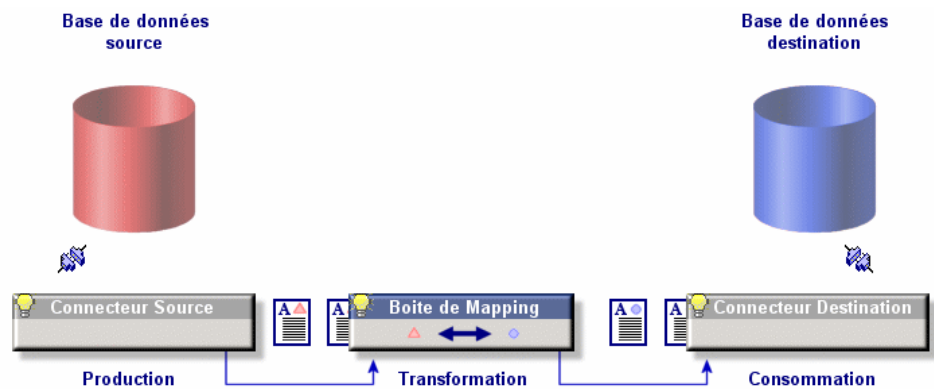 Base de données
source
Base de données
destination
Connecteur Source
A
A
Boite de Mapping
A
A
Connecteur Destination
Production
Transformation
Consommation